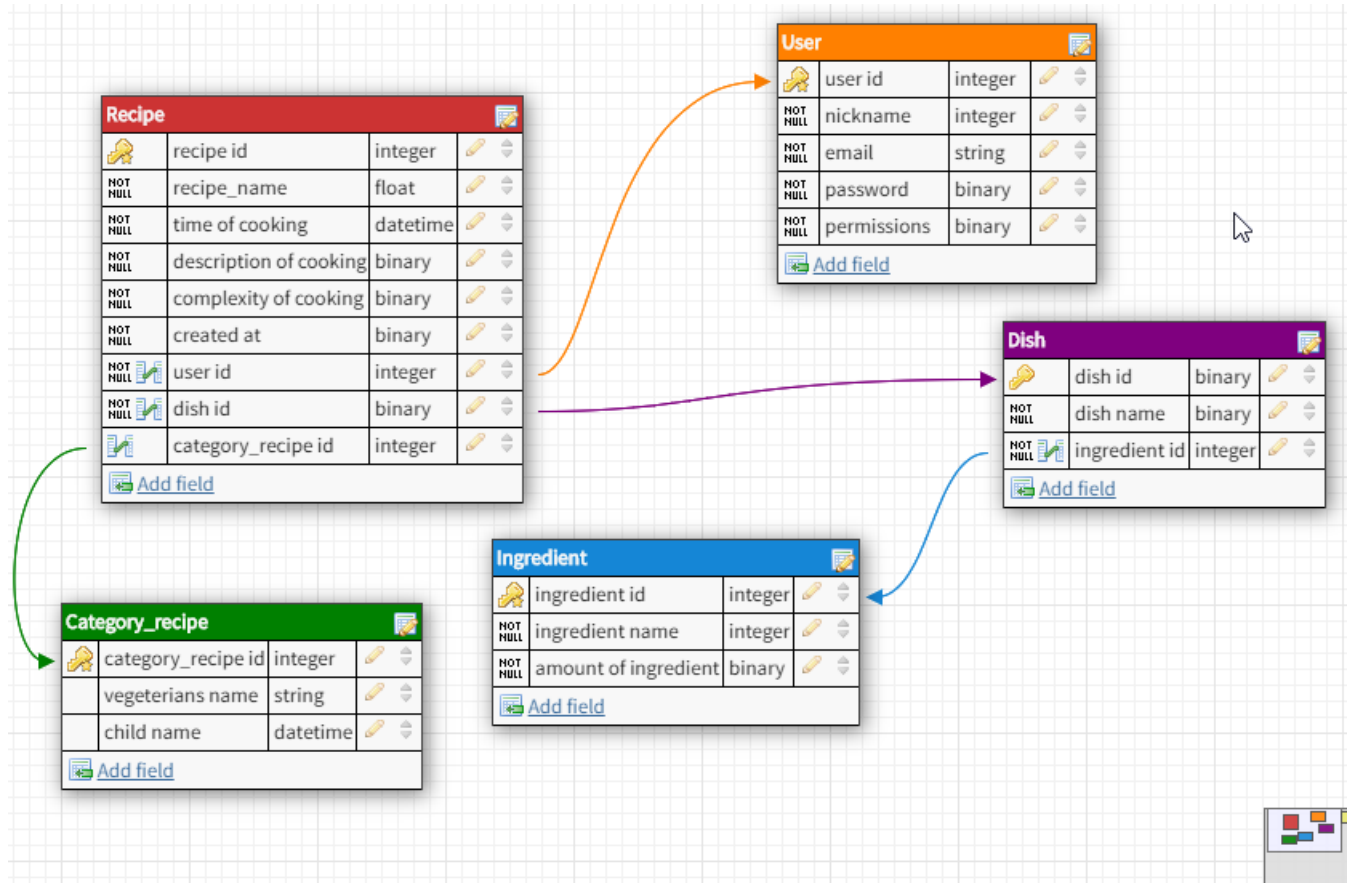 Recipe
recipe id integer
NOT NULL recipe_name float
NOT NULL time of cooking datetime
NOT NULL description of cooking binary
NOT NULL complexity of cooking binary
NOT NULL created at binary
NOT NULL user id integer
NOT NULL dish id binary
category_recipe id integer
Add field
User
user id integer
NOT NULL nickname integer
NOT NULL email string
NOT NULL password binary
NOT NULL permissions binary
Add field
Dish
dish id binary
NOT NULL dish name binary
NOT NULL ingredient id integer
Add field
Ingredient
ingredient id integer
NOT NULL ingredient name integer
NOT NULL amount of ingredient binary
Add field
Category_recipe
category_recipe id integer
vegeterians name string
child name datetime
Add field